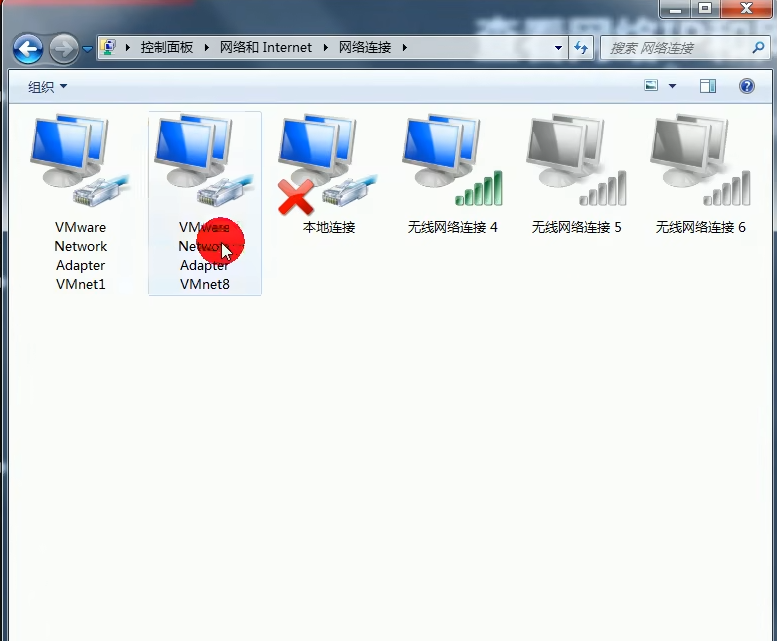 控制面板 网络和 Internet 网络连接
搜索 网络连接
组织
VMware
Network
Adapter
VMnet1
VMware
Network
Adapter
VMnet8
本地连接
无线网络连接 4
无线网络连接 5
无线网络连接 6